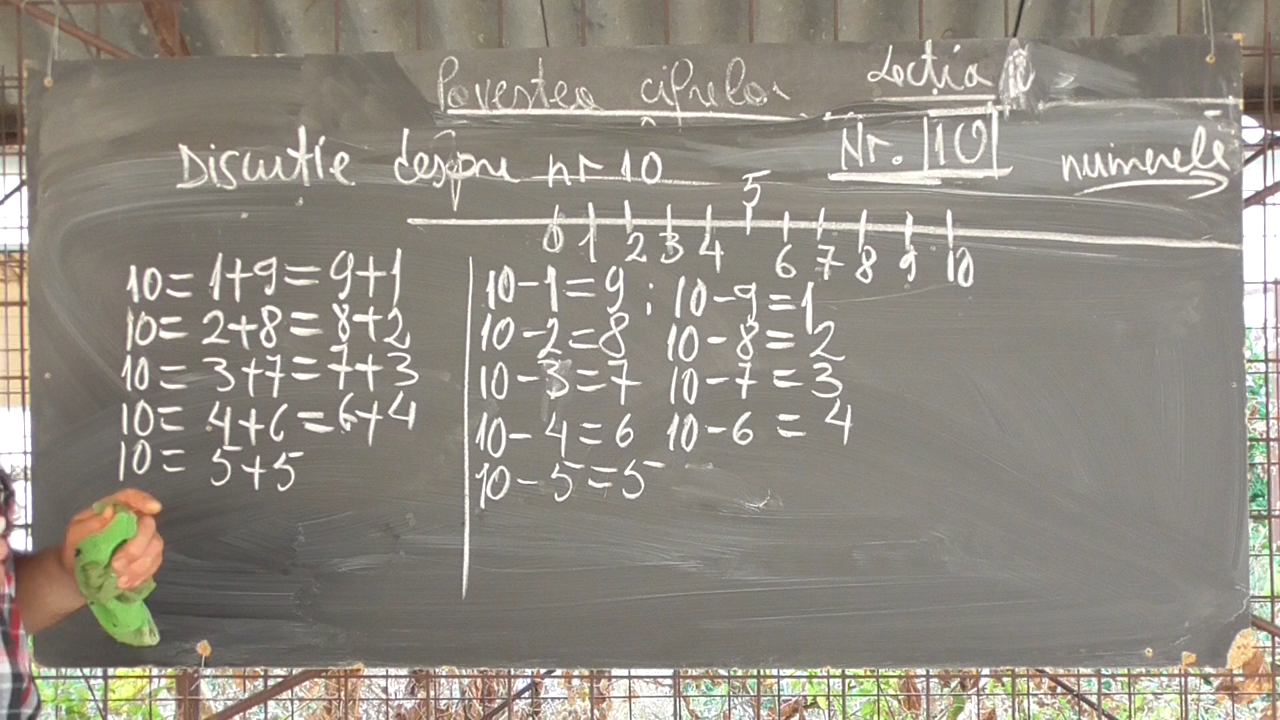 Povestea cifrelor Lecția
Discuție despre nr 10 Nr. 10 numerele
5
0 1 2 3 4 6 7 8 9 10
10 = 1+9 = 9+1
10 = 2+8 = 8+2
10 = 3+7 = 7+3
10 = 4+6 = 6+4
10 = 5+5
10-1 = 9 ; 10-9 = 1
10-2 = 8 10-8 = 2
10-3 = 7 10-7 = 3
10-4 = 6 10-6 = 4
10-5 = 5